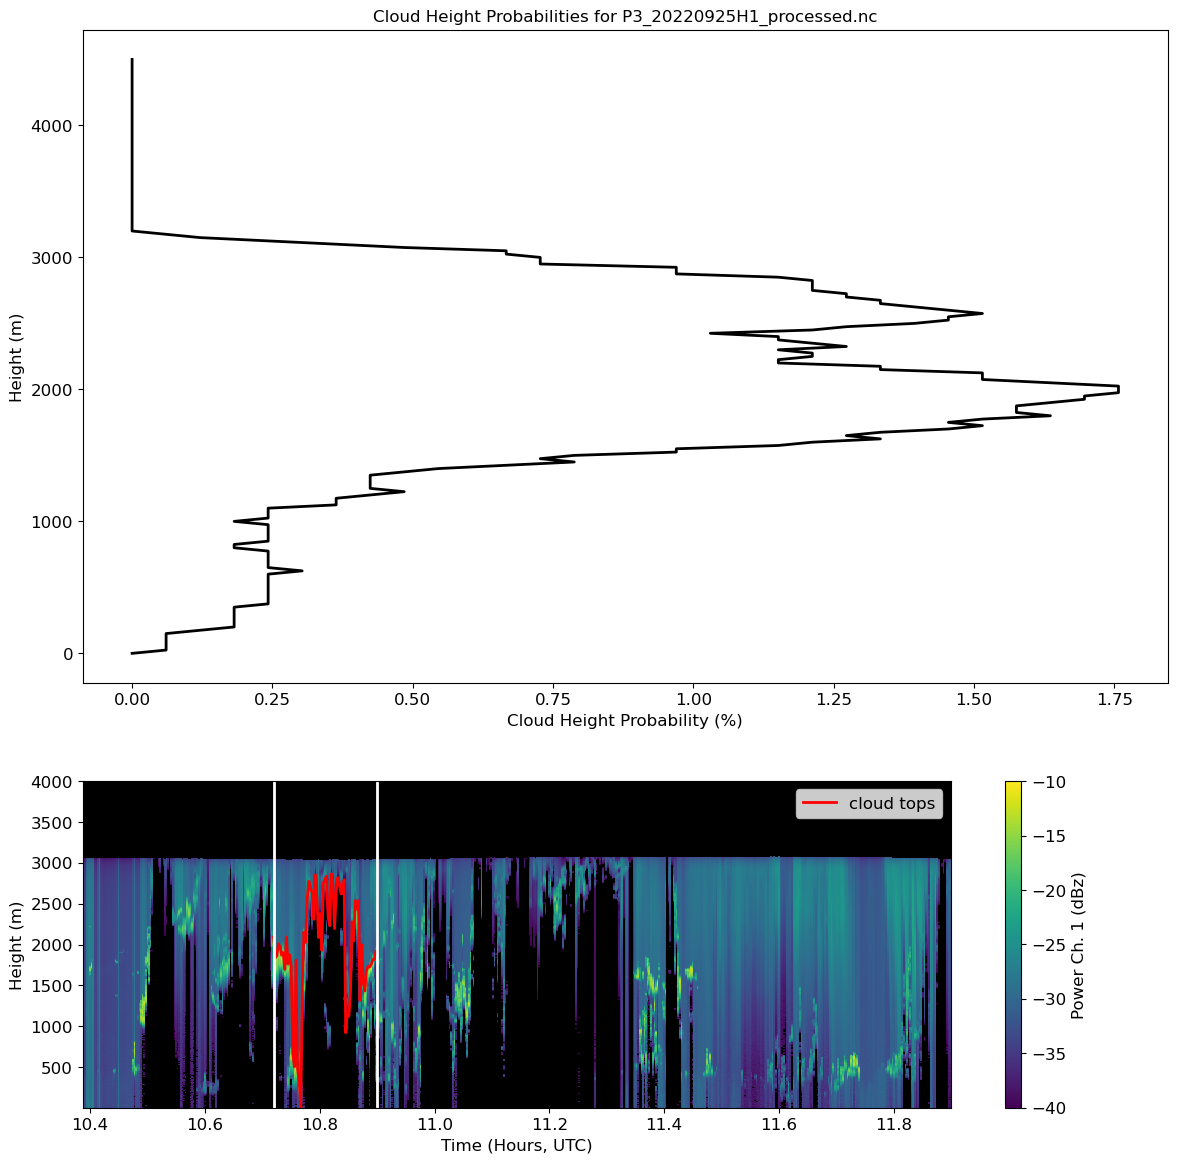 Cloud Height Probabilities for P3_20220925H1_processed.nc
Height (m)
4000
3000
2000
1000
0
0.00 0.25 0.50 0.75 1.00 1.25 1.50 1.75
Cloud Height Probability (%)
Height (m)
4000
3500
3000
2500
2000
1500
1000
500
cloud tops
10.4 10.6 10.8 11.0 11.2 11.4 11.6 11.8
Time (Hours, UTC)
−10
−15
−20
−25
−30
−35
−40
Power Ch. 1 (dBz)